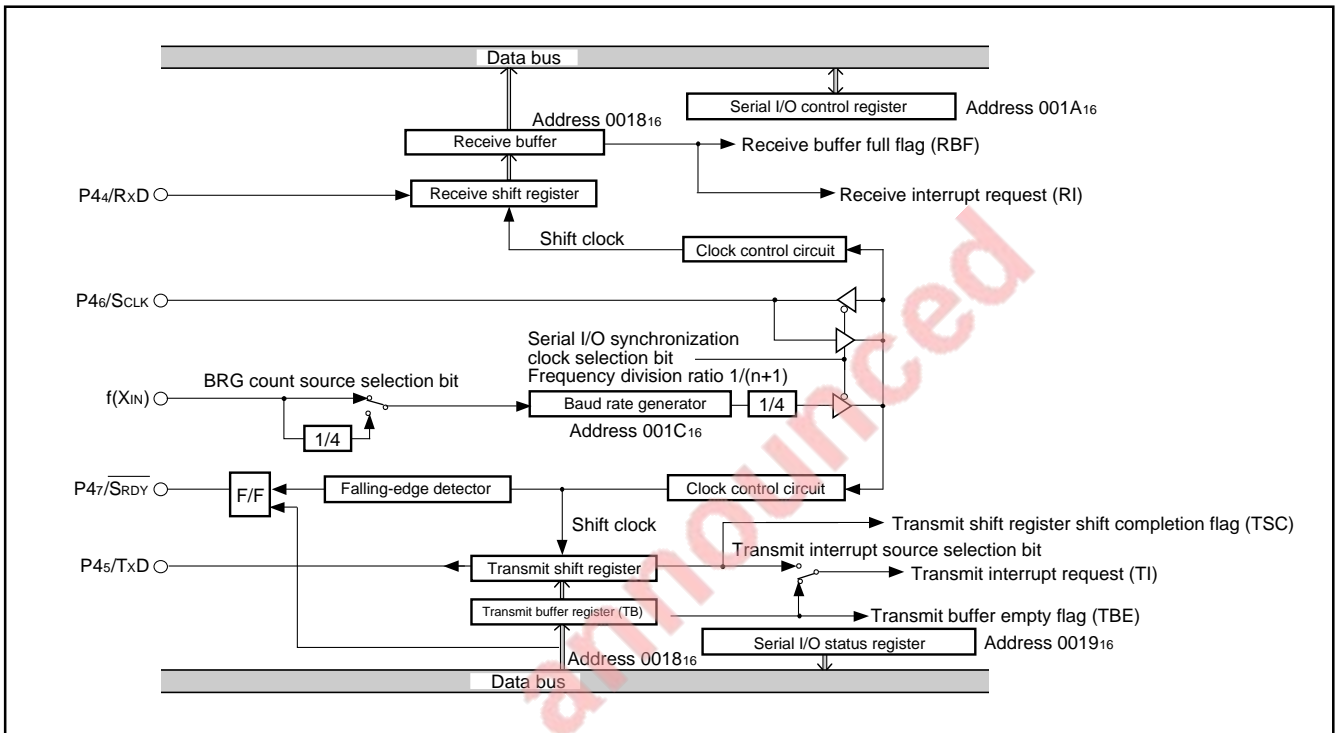 Data bus
Serial I/O control register
Address 001A16
Address 001816
Receive buffer
Receive buffer full flag (RBF)
P44/RXD
Receive shift register
Receive interrupt request (RI)
Shift clock
Clock control circuit
P46/SCLK
Serial I/O synchronization
clock selection bit
Frequency division ratio 1/(n+1)
BRG count source selection bit
f(XIN)
Baud rate generator
1/4
1/4
Address 001C16
P47/SRDY
F/F
Falling-edge detector
Clock control circuit
Shift clock
Transmit shift register shift completion flag (TSC)
Transmit interrupt source selection bit
P45/TXD
Transmit shift register
Transmit interrupt request (TI)
Transmit buffer register (TB)
Transmit buffer empty flag (TBE)
Serial I/O status register
Address 001916
Address 001816
Data bus
announced